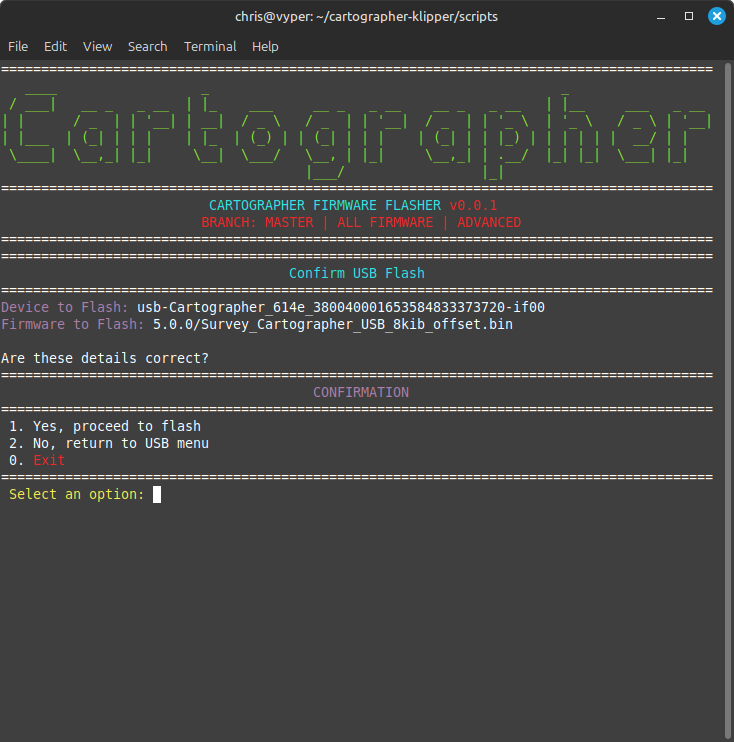 chris@vyper: ~/cartographer-klipper/scripts
File Edit View Search Terminal Help
Cartographer
CARTOGRAPHER FIRMWARE FLASHER v0.0.1
BRANCH: MASTER | ALL FIRMWARE | ADVANCED
Confirm USB Flash
Device to Flash: usb-Cartographer_614e_380040001653584833373720-if00
Firmware to Flash: 5.0.0/Survey_Cartographer_USB_8kib_offset.bin
Are these details correct?
CONFIRMATION
1. Yes, proceed to flash
2. No, return to USB menu
0. Exit
Select an option: